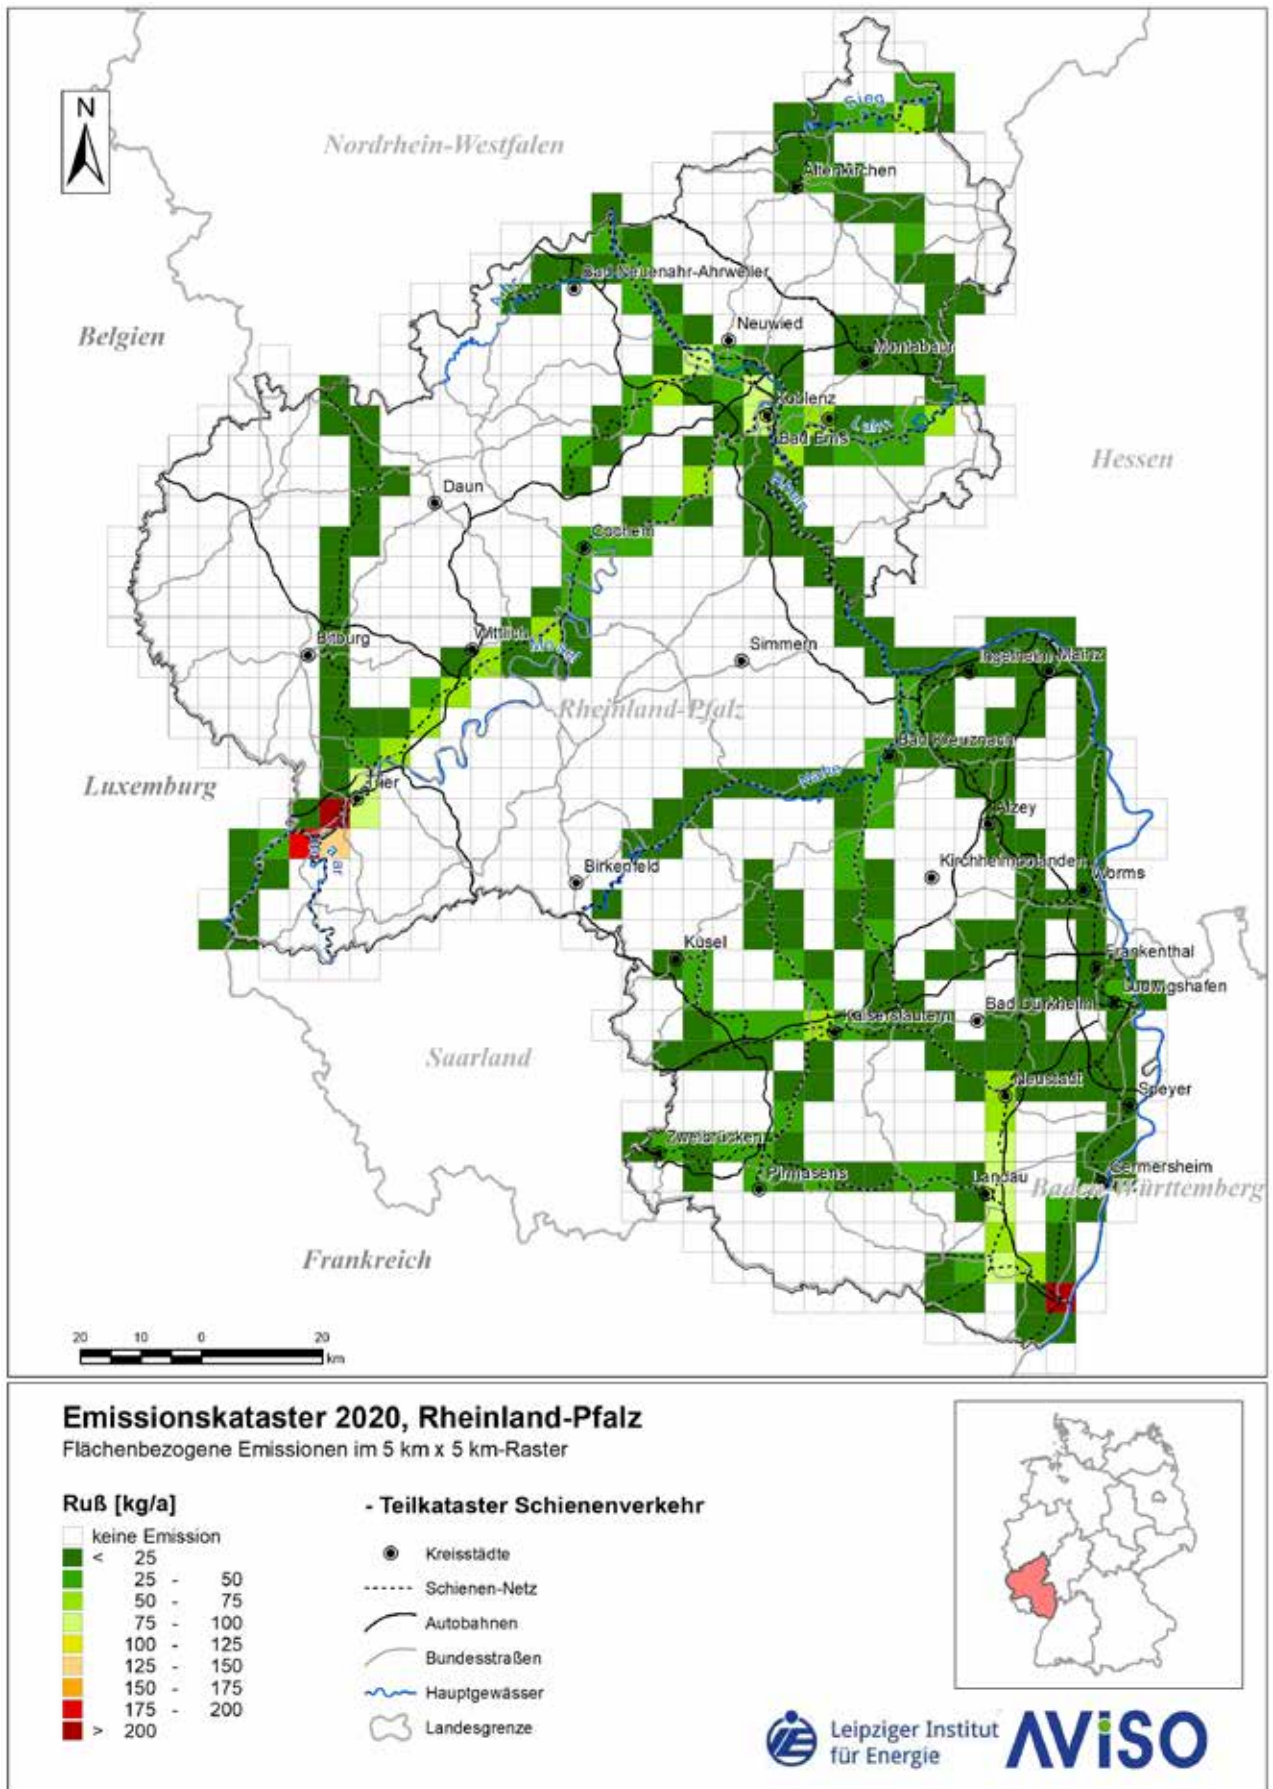 N
Nordrhein-Westfalen
Sieg
Altenkirchen
Bad Neuenahr-Ahrweiler
Ahr
Belgien
Neuwied
Montabaur
Koblenz
Lahn
Bad Ems
Hessen
Rhein
Daun
Cochem
Bitburg
Wittlich
Mosel
Simmern
Ingelheim
Mainz
Rheinland-Pfalz
Bad Kreuznach
Luxemburg
Trier
Nahe
Alzey
Kirchheimbolanden
Birkenfeld
Worms
Kusel
Frankenthal
Ludwigshafen
Bad Dürkheim
Kaiserslautern
Saarland
Neustadt
Speyer
Zweibrücken
Pirmasens
Landau
Germersheim
Baden-Württemberg
Frankreich
20 10 0 20
km
Emissionskataster 2020, Rheinland-Pfalz
Flächenbezogene Emissionen im 5 km x 5 km-Raster
Ruß [kg/a]
keine Emission
< 25
25 - 50
50 - 75
75 - 100
100 - 125
125 - 150
150 - 175
175 - 200
> 200
- Teilkataster Schienenverkehr
Kreisstädte
Schienen-Netz
Autobahnen
Bundesstraßen
Hauptgewässer
Landesgrenze
Leipziger Institut
für Energie
AViSO